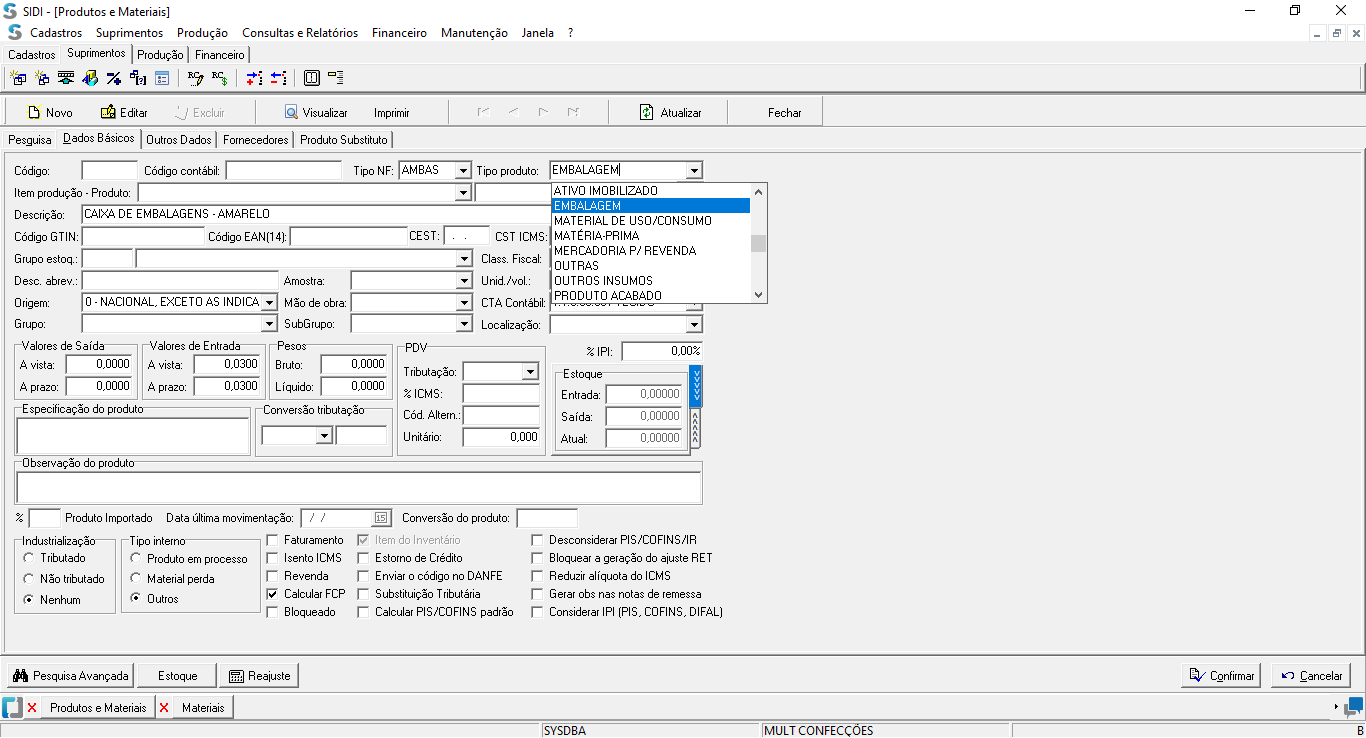 SIDI - [Produtos e Materiais]
Cadastros Suprimentos Produção Consultas e Relatórios Financeiro Manutenção Janela ?
Cadastros Suprimentos Produção Financeiro
Novo Editar Excluir Visualizar Imprimir Atualizar Fechar
Pesquisa Dados Básicos Outros Dados Fornecedores Produto Substituto
Código: Código contábil: Tipo NF: AMBAS Tipo produto: EMBALAGEM
Item produção - Produto:
ATIVO IMOBILIZADO
EMBALAGEM
MATERIAL DE USO/CONSUMO
MATÉRIA-PRIMA
MERCADORIA P/ REVENDA
OUTRAS
OUTROS INSUMOS
PRODUTO ACABADO
Descrição: CAIXA DE EMBALAGENS - AMARELO
Código GTIN: Código EAN(14): CEST: . . CST ICMS:
Grupo estoq.: Class. Fiscal:
Desc. abrev.: Amostra: Unid./vol.:
Origem: 0 - NACIONAL, EXCETO AS INDICA Mão de obra: CTA Contábil:
Grupo: SubGrupo: Localização:
Valores de Saída Valores de Entrada Pesos PDV % IPI: 0,00%
A vista: 0,0000 A vista: 0,0300 Bruto: 0,0000 Tributação:
A prazo: 0,0000 A prazo: 0,0300 Líquido: 0,0000 % ICMS:
Estoque
Entrada: 0,00000
Saída: 0,00000
Atual: 0,00000
Especificação do produto Conversão tributação Cód. Altern.:
Unitário: 0,000
Observação do produto
% Produto Importado Data última movimentação: / / 15 Conversão do produto:
Industrialização Tipo interno
Tributado Produto em processo
Não tributado Material perda
Nenhum Outros
Faturamento Item do Inventário Desconsiderar PIS/COFINS/IR
Isento ICMS Estorno de Crédito Bloquear a geração do ajuste RET
Revenda Enviar o código no DANFE Reduzir alíquota do ICMS
Calcular FCP Substituição Tributária Gerar obs nas notas de remessa
Bloqueado Calcular PIS/COFINS padrão Considerar IPI (PIS, COFINS, DIFAL)
Pesquisa Avançada Estoque Reajuste Confirmar Cancelar
Produtos e Materiais Materiais
SYSDBA MULT CONFECÇÕES B